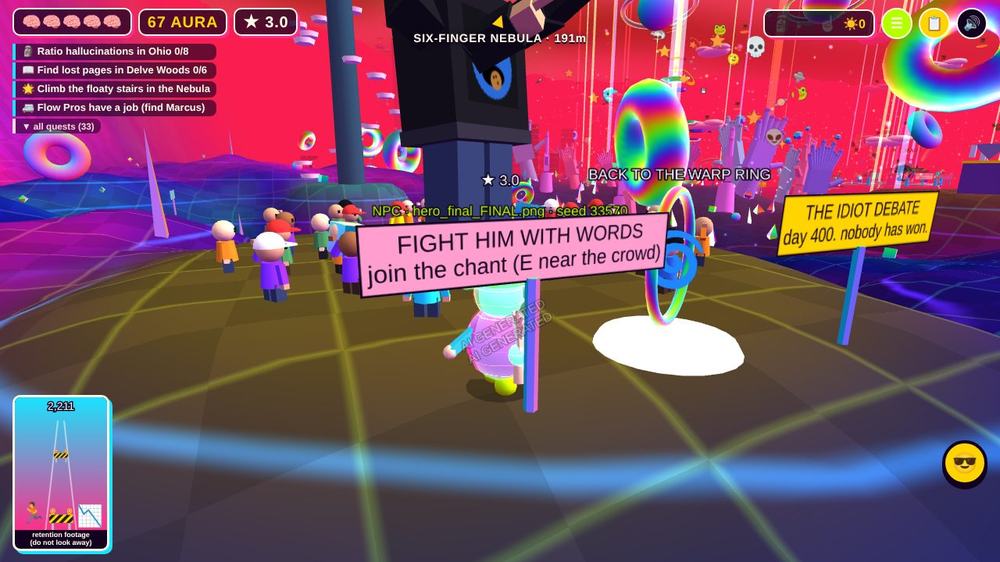 67 AURA
★ 3.0
SIX-FINGER NEBULA · 191m
0
Ratio hallucinations in Ohio 0/8
Find lost pages in Delve Woods 0/6
Climb the floaty stairs in the Nebula
Flow Pros have a job (find Marcus)
▼ all quests (33)
★ 3.0
BACK TO THE WARP RING
NPC · hero_final_FINAL.png · seed 33570
FIGHT HIM WITH WORDS
join the chant (E near the crowd)
THE IDIOT DEBATE
day 400. nobody has won.
AI GENERATED
AI GENERATED
2,211
retention footage
(do not look away)